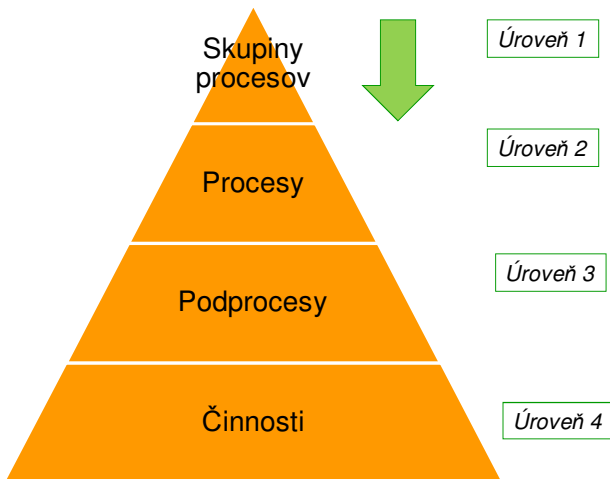 Skupiny
procesov
Úroveň 1
Procesy
Úroveň 2
Podprocesy
Úroveň 3
Činnosti
Úroveň 4